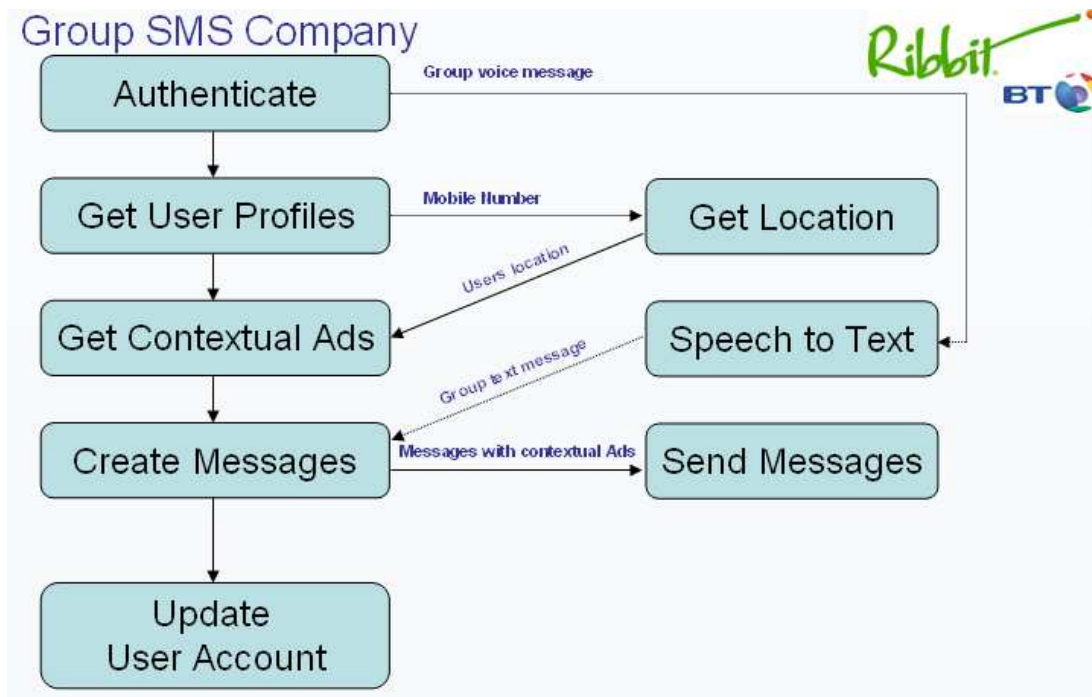 Group SMS Company
Ribbit.
BT
Authenticate
Group voice message
Get User Profiles
Mobile Number
Get Location
Users location
Get Contextual Ads
Speech to Text
Group text message
Create Messages
Messages with contextual Ads
Send Messages
Update
User Account